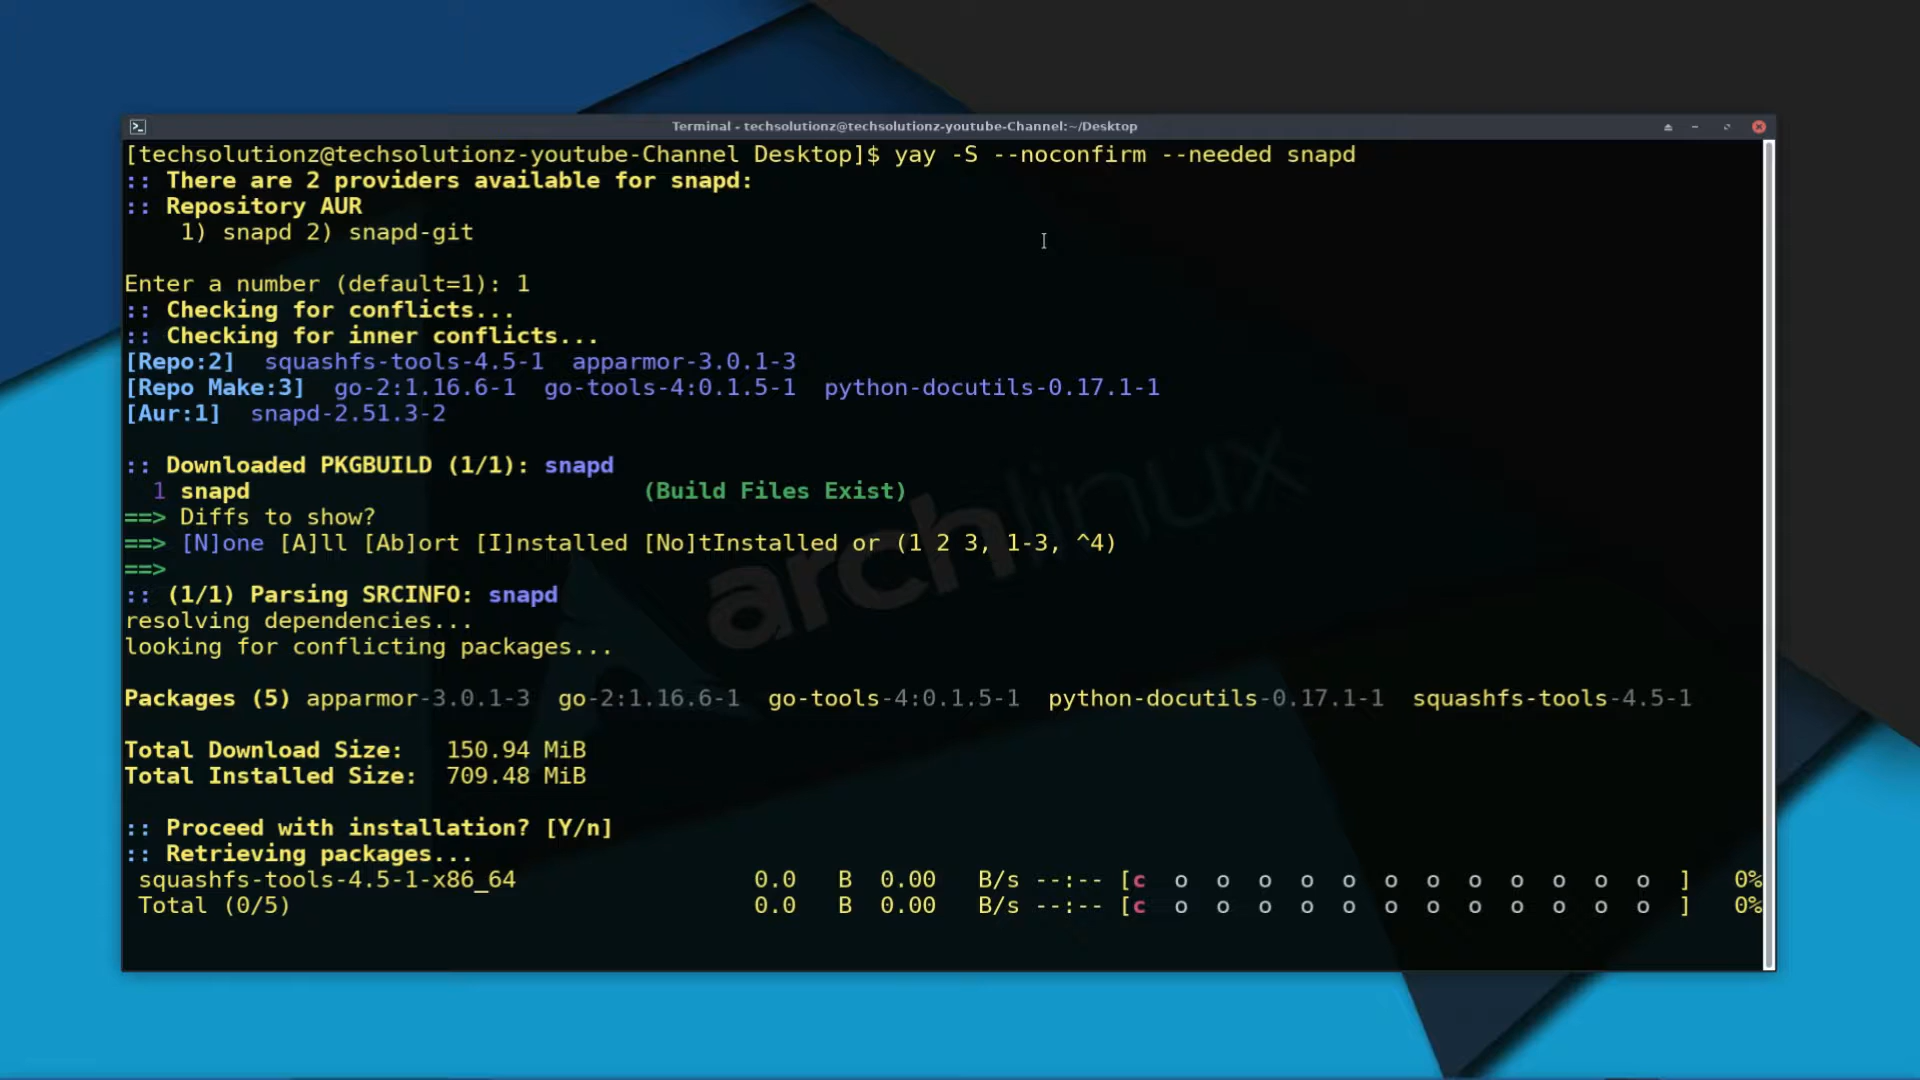 Terminal - techsolutionz@techsolutionz-youtube-Channel:~/Desktop
[techsolutionz@techsolutionz-youtube-Channel Desktop]$ yay -S --noconfirm --needed snapd
:: There are 2 providers available for snapd:
:: Repository AUR
    1) snapd 2) snapd-git
Enter a number (default=1): 1
:: Checking for conflicts...
:: Checking for inner conflicts...
[Repo:2]  squashfs-tools-4.5-1  apparmor-3.0.1-3
[Repo Make:3]  go-2:1.16.6-1  go-tools-4:0.1.5-1  python-docutils-0.17.1-1
[Aur:1]  snapd-2.51.3-2
:: Downloaded PKGBUILD (1/1): snapd
  1 snapd                            (Build Files Exist)
==> Diffs to show?
==> [N]one [A]ll [Ab]ort [I]nstalled [No]tInstalled or (1 2 3, 1-3, ^4)
==>
:: (1/1) Parsing SRCINFO: snapd
resolving dependencies...
looking for conflicting packages...
Packages (5) apparmor-3.0.1-3  go-2:1.16.6-1  go-tools-4:0.1.5-1  python-docutils-0.17.1-1  squashfs-tools-4.5-1
Total Download Size:   150.94 MiB
Total Installed Size:  709.48 MiB
:: Proceed with installation? [Y/n]
:: Retrieving packages...
 squashfs-tools-4.5-1-x86_64                 0.0   B  0.00   B/s --:-- [c  o  o  o  o  o  o  o  o  o  o  o  o  ]   0%
 Total (0/5)                                 0.0   B  0.00   B/s --:-- [c  o  o  o  o  o  o  o  o  o  o  o  o  ]   0%
archlinux